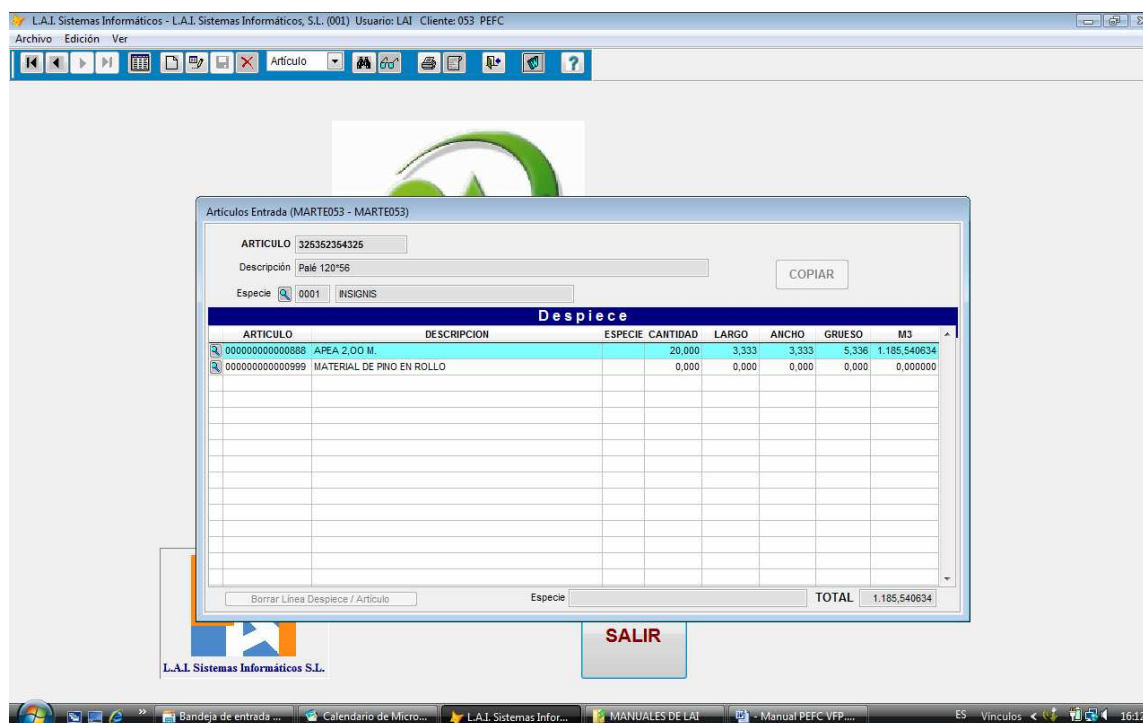 L.A.I. Sistemas Informáticos - L.A.I. Sistemas Informáticos, S.L. (001) Usuario: LAI Cliente: 053 PEFC
Archivo Edición Ver
Artículo
Artículos Entrada (MARTE053 - MARTE053)
ARTICULO 325352354325
Descripción Palé 120*56
COPIAR
Especie 0001 INSIGNIS
Despiece
ARTICULO DESCRIPCION ESPECIE CANTIDAD LARGO ANCHO GRUESO M3
000000000000888 APEA 2,OO M. 20,000 3,333 3,333 5,336 1.185,540634
000000000000999 MATERIAL DE PINO EN ROLLO 0,000 0,000 0,000 0,000 0,000000
Borrar Línea Despiece / Artículo Especie TOTAL 1.185,540634
SALIR
L.A.I. Sistemas Informáticos S.L.
Bandeja de entrada ... Calendario de Micro... L.A.I. Sistemas Infor... MANUALES DE LAI - Manual PEFC VFP.... ES Vínculos